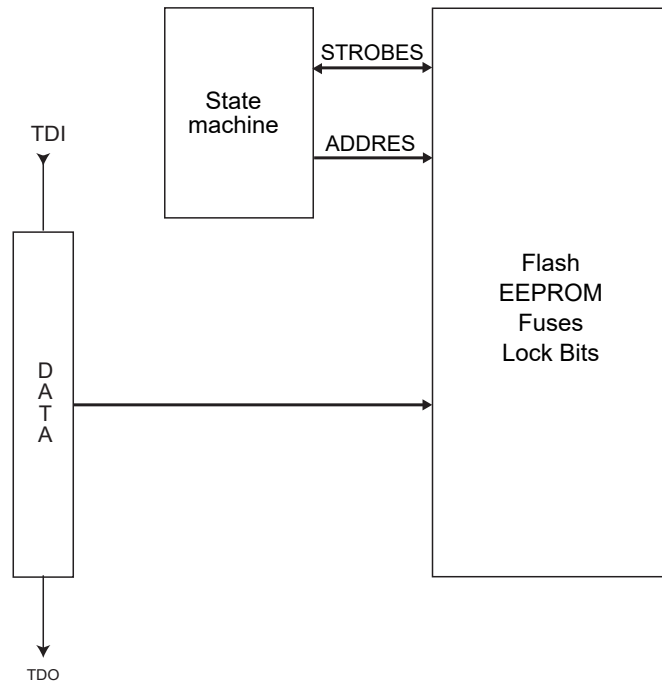 STROBES
State
machine
ADDRES
TDI
Flash
EEPROM
Fuses
Lock Bits
D
A
T
A
TDO